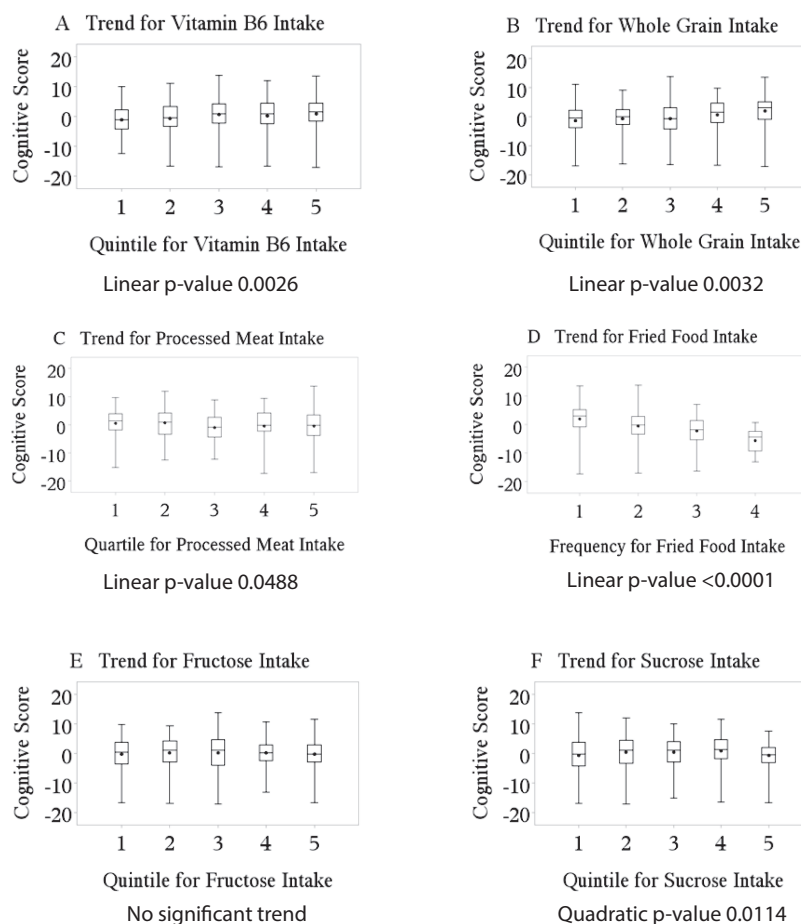 A Trend for Vitamin B6 Intake
Cognitive Score
20
10
0
-10
-20
1 2 3 4 5
Quintile for Vitamin B6 Intake
Linear p-value 0.0026
B Trend for Whole Grain Intake
Cognitive Score
20
10
0
-10
-20
1 2 3 4 5
Quintile for Whole Grain Intake
Linear p-value 0.0032
C Trend for Processed Meat Intake
Cognitive Score
20
10
0
-10
-20
1 2 3 4 5
Quartile for Processed Meat Intake
Linear p-value 0.0488
D Trend for Fried Food Intake
Cognitive Score
20
10
0
-10
-20
1 2 3 4
Frequency for Fried Food Intake
Linear p-value <0.0001
E Trend for Fructose Intake
Cognitive Score
20
10
0
-10
-20
1 2 3 4 5
Quintile for Fructose Intake
No significant trend
F Trend for Sucrose Intake
Cognitive Score
20
10
0
-10
-20
1 2 3 4 5
Quintile for Sucrose Intake
Quadratic p-value 0.0114